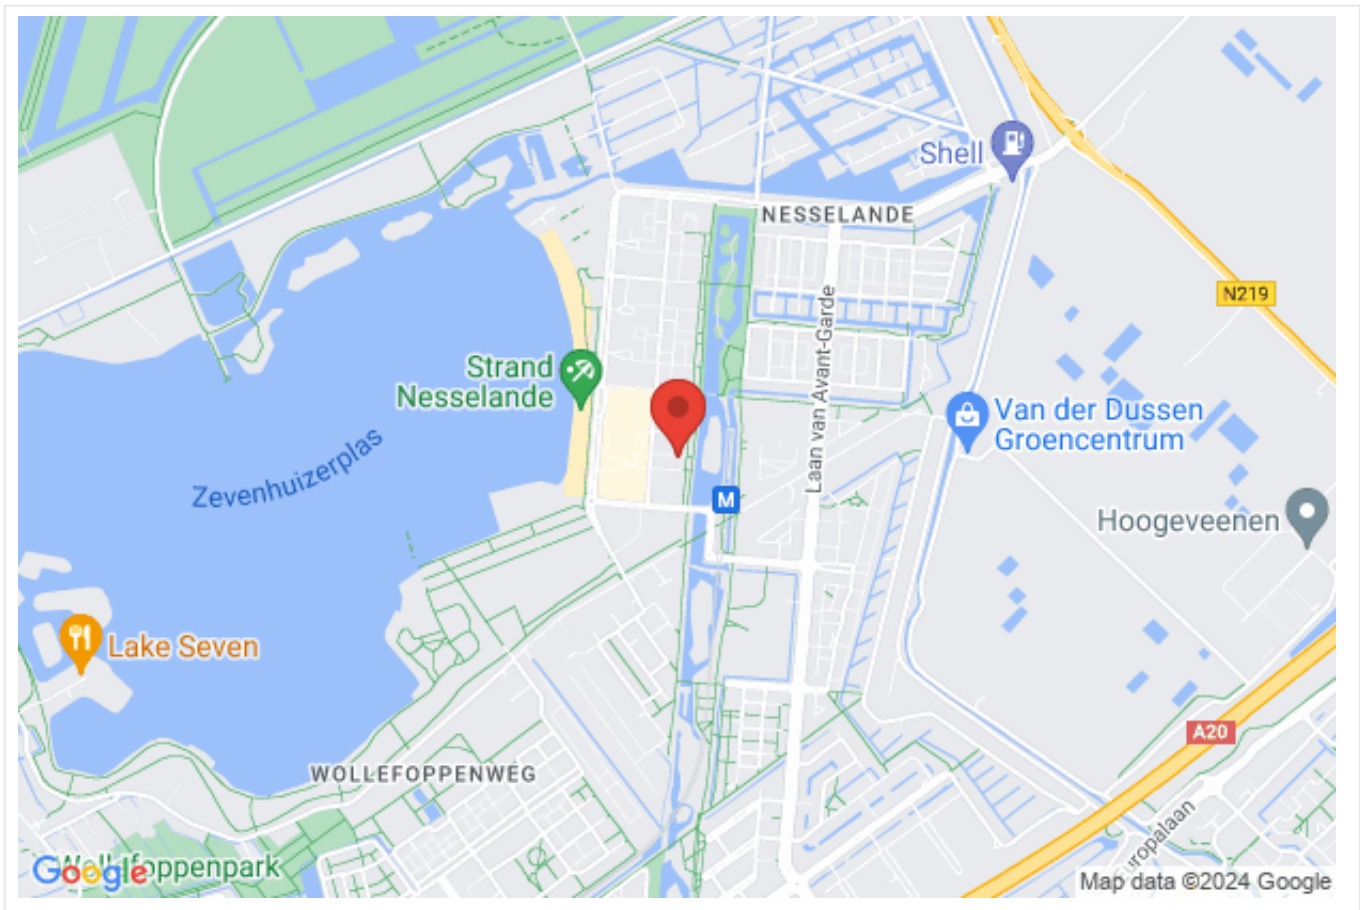 Shell
NESSELANDE
N219
Laan van Avant-Garde
Strand
Nesselande
Van der Dussen
Groencentrum
Zevenhuizerplas
M
Hoogeveenen
Lake Seven
A20
WOLLEFOPPENWEG
Google
Map data ©2024 Google